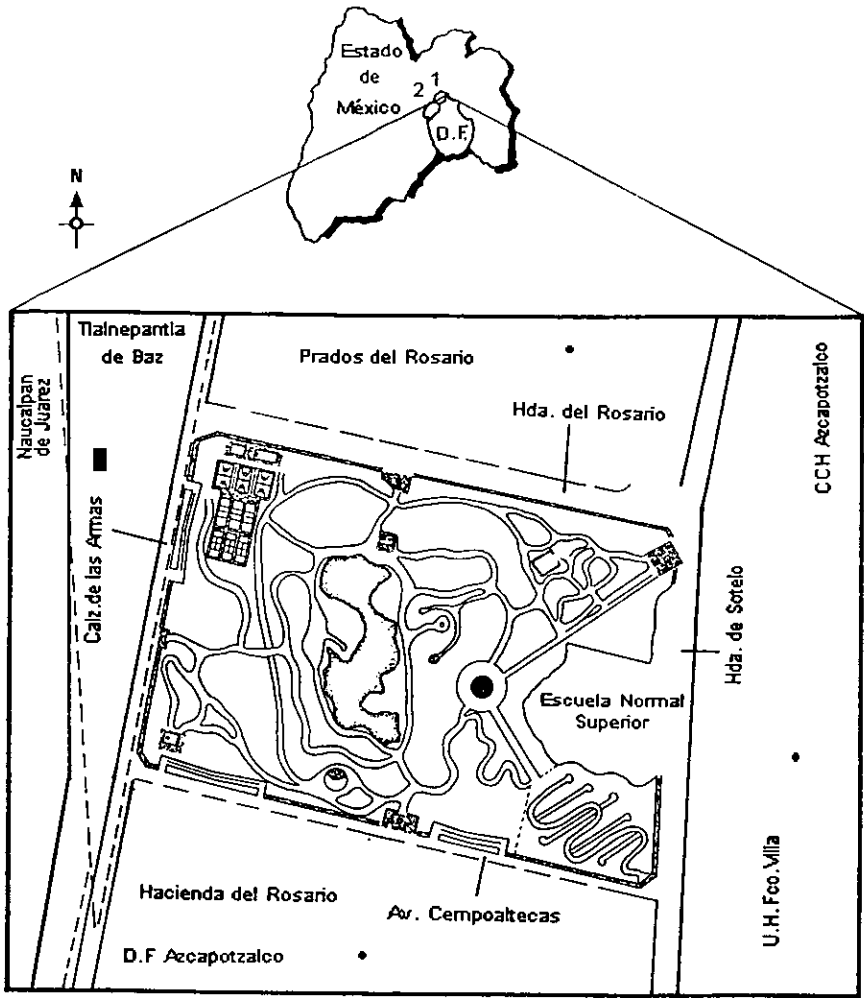 Estado
de
México
1
2
D.F.
N
Tlalnepantla
de Baz
Prados del Rosario
Naucalpan
de Juarez
Hda. del Rosario
CCH Azcapotzalco
Calz. de las Armas
Hda. de Sotelo
Escuela Normal
Superior
Hacienda del Rosario
Av. Cempoaltecas
U.H. Fco. Villa
D.F Azcapotzalco